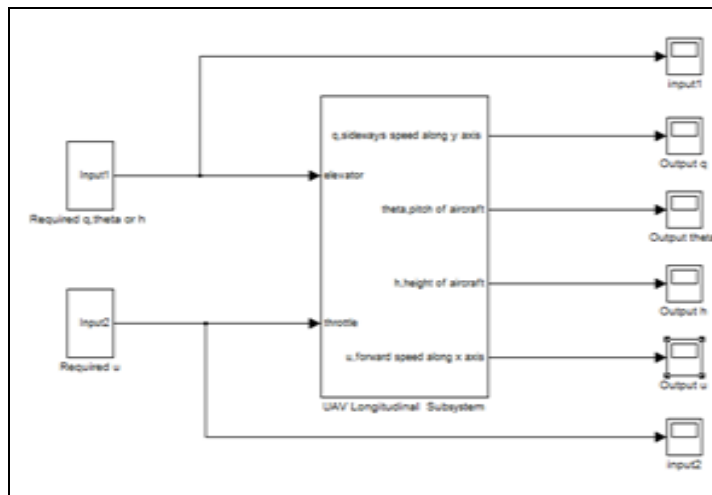 input1
q,sideways speed along y axis
Output q
Input1
elevator
Required q,theta or h
theta,pitch of aircraft
Output theta
h,height of aircraft
Output h
Input2
throttle
u,forward speed along x axis
Required u
Output u
UAV Longitudinal Subsystem
input2